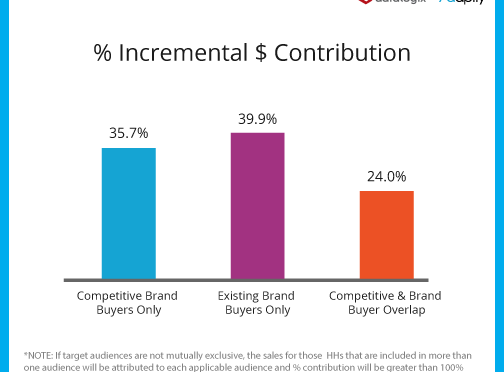 % Incremental $ Contribution
35.7%
39.9%
24.0%
Competitive Brand
Buyers Only
Existing Brand
Buyers Only
Competitive & Brand
Buyer Overlap
*NOTE: If target audiences are not mutually exclusive, the sales for those HHs that are included in more than
one audience will be attributed to each applicable audience and % contribution will be greater than 100%